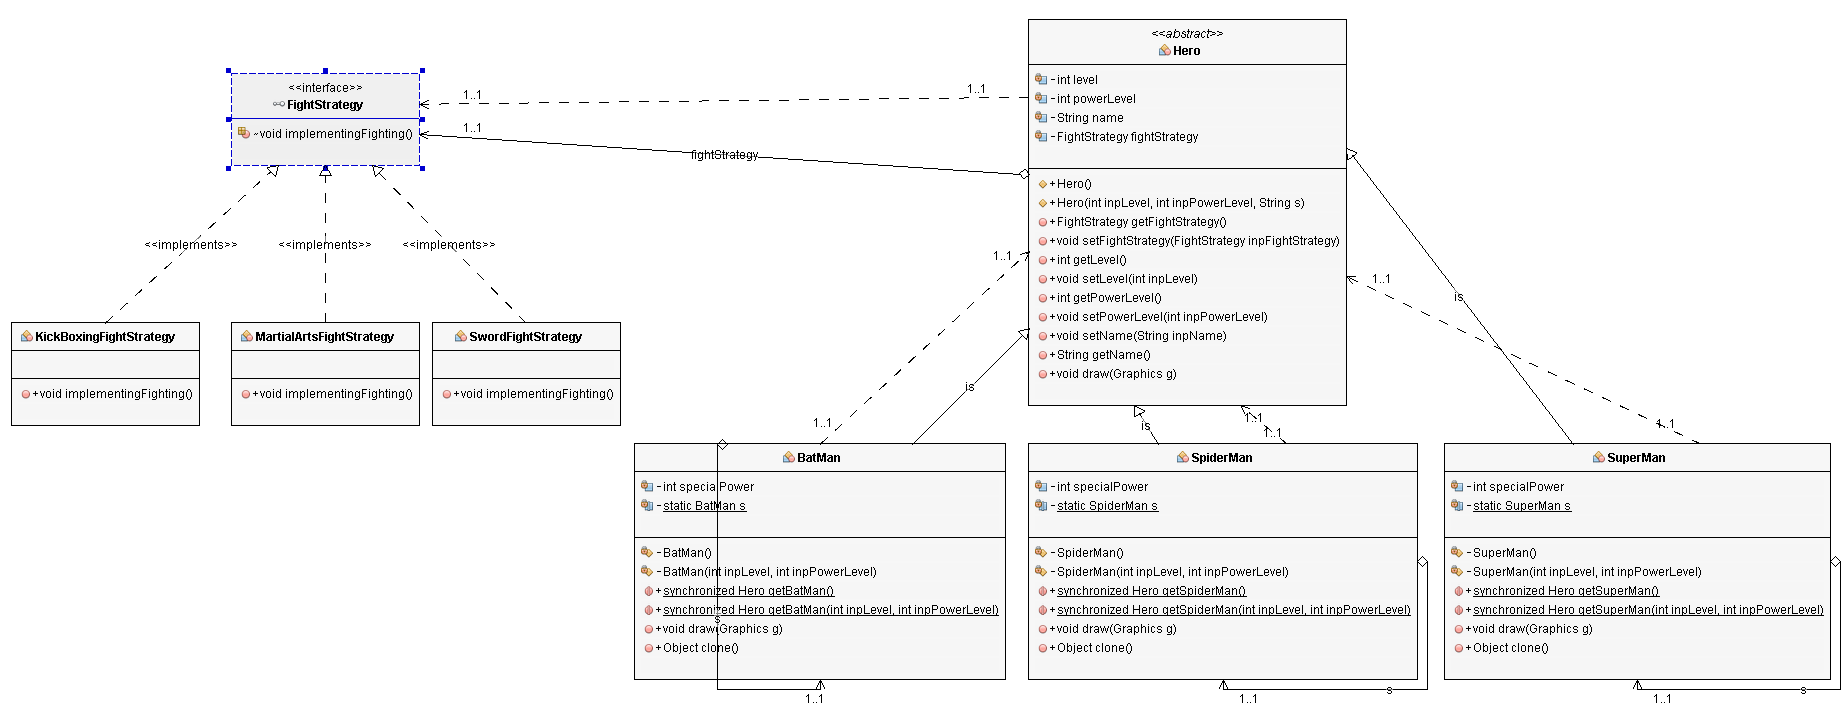 <<abstract>>
Hero
-int level
-int powerLevel
-String name
-FightStrategy fightStrategy
+Hero()
+Hero(int inpLevel, int inpPowerLevel, String s)
+FightStrategy getFightStrategy()
+void setFightStrategy(FightStrategy inpFightStrategy)
+int getLevel()
+void setLevel(int inpLevel)
+int getPowerLevel()
+void setPowerLevel(int inpPowerLevel)
+void setName(String inpName)
+String getName()
+void draw(Graphics g)
<<interface>>
FightStrategy
~void implementingFighting()
1..1
1..1
1..1
fightStrategy
<<implements>>
<<implements>>
<<implements>>
KickBoxingFightStrategy
+void implementingFighting()
MartialArtsFightStrategy
+void implementingFighting()
SwordFightStrategy
+void implementingFighting()
1..1
1..1
is
is
1..1
1..1
is
1..1
1..1
BatMan
-int specialPower
-static BatMan s
-BatMan()
-BatMan(int inpLevel, int inpPowerLevel)
+synchronized Hero getBatMan()
+synchronized Hero getBatMan(int inpLevel, int inpPowerLevel)
s
+void draw(Graphics g)
+Object clone()
1..1
SpiderMan
-int specialPower
-static SpiderMan s
-SpiderMan()
-SpiderMan(int inpLevel, int inpPowerLevel)
+synchronized Hero getSpiderMan()
+synchronized Hero getSpiderMan(int inpLevel, int inpPowerLevel)
+void draw(Graphics g)
+Object clone()
s
1..1
SuperMan
-int specialPower
-static SuperMan s
-SuperMan()
-SuperMan(int inpLevel, int inpPowerLevel)
+synchronized Hero getSuperMan()
+synchronized Hero getSuperMan(int inpLevel, int inpPowerLevel)
+void draw(Graphics g)
+Object clone()
s
1..1